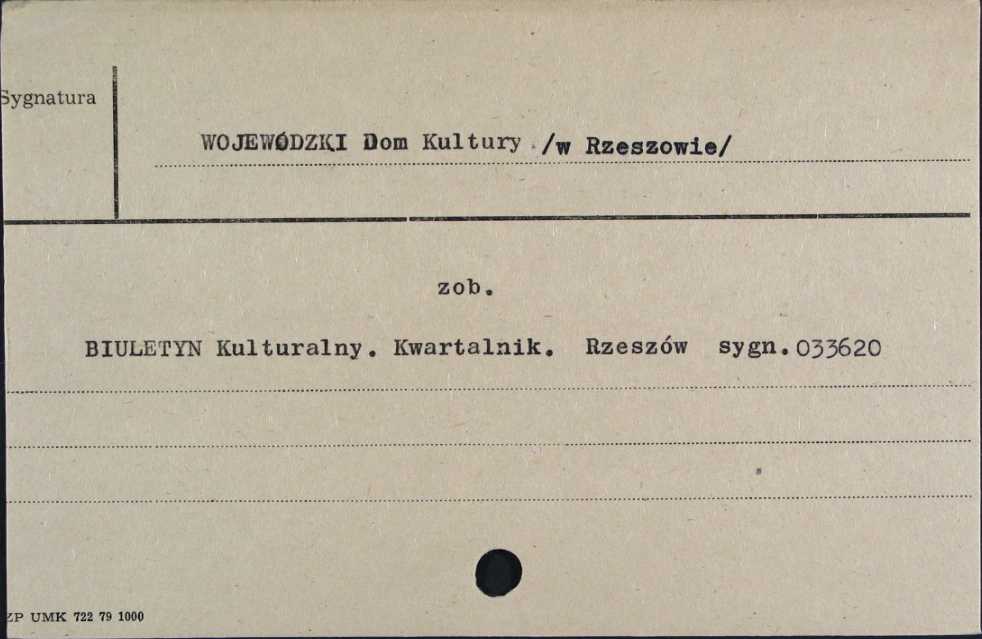 Sygnatura
WOJEWÓDZKI Dom Kultury /w Rzeszowie/
zob.
BIULETYN Kulturalny. Kwartalnik. Rzeszów sygn. 033620
ZP UMK 722 79 1000